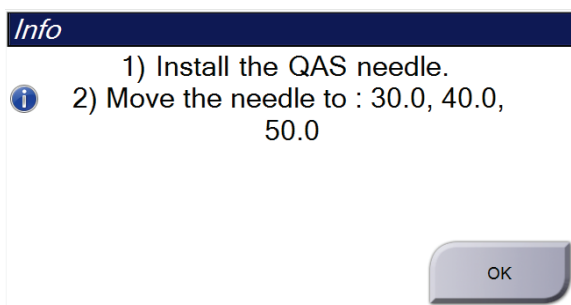 Info
1) Install the QAS needle.
2) Move the needle to : 30.0, 40.0,
50.0
OK